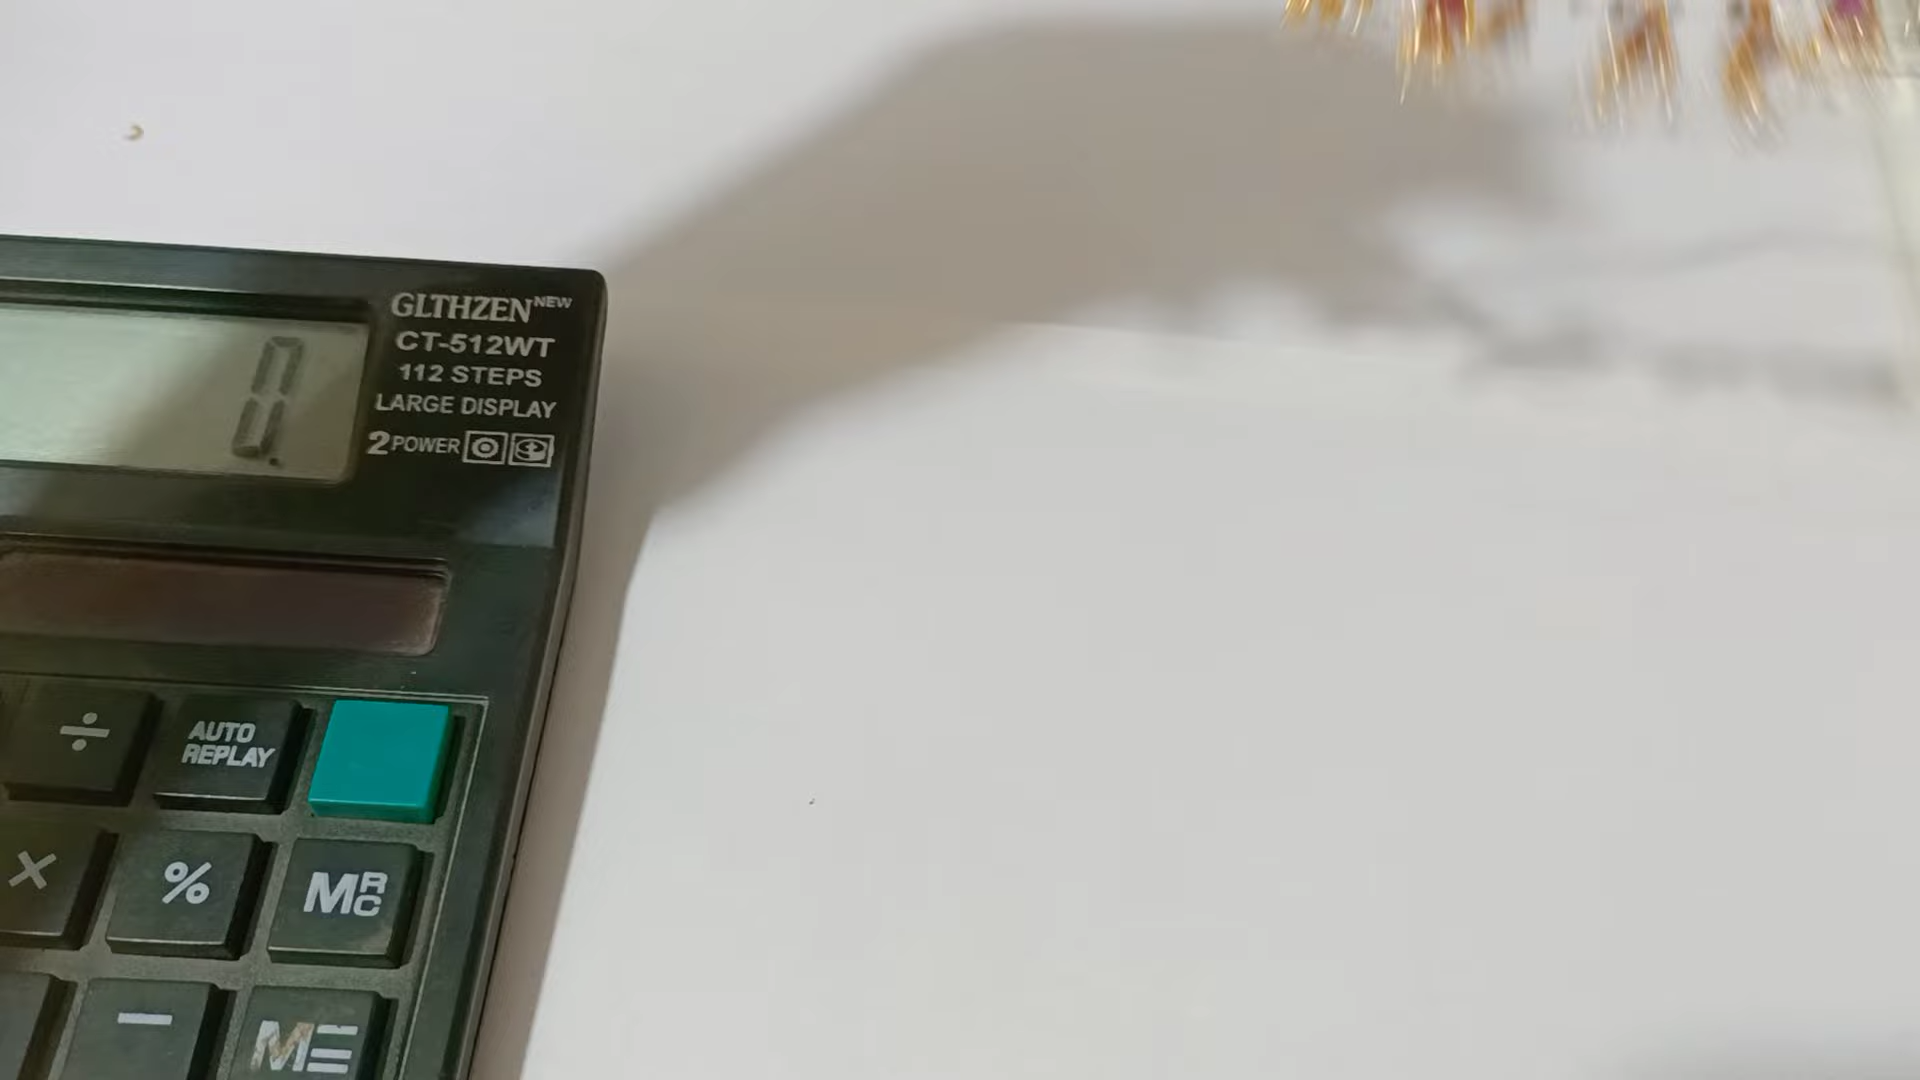 GLTHZEN NEW
CT-512WT
112 STEPS
LARGE DISPLAY
2 POWER
0.
÷
AUTO
REPLAY
× % MRC
− M=